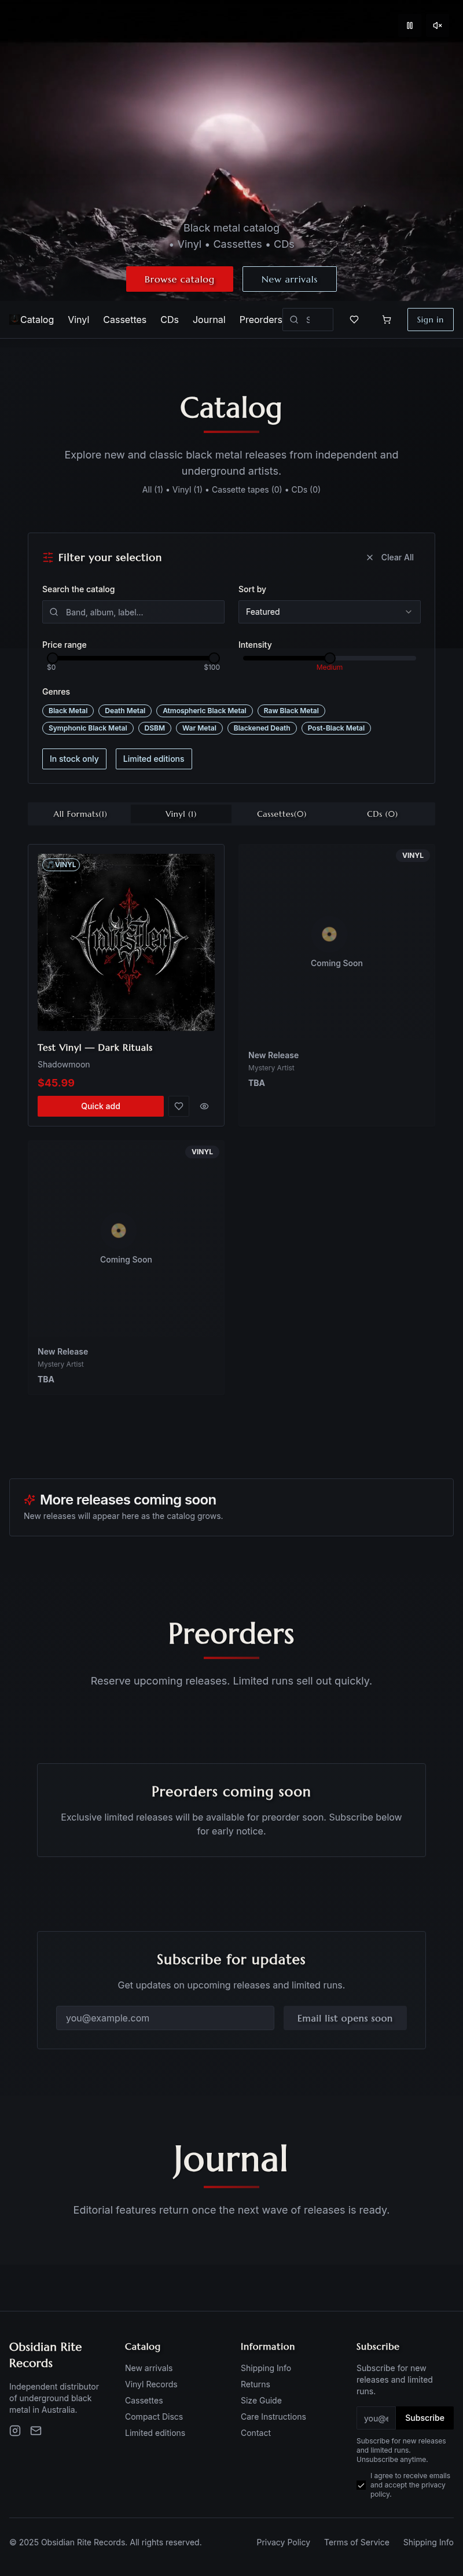 Black metal catalog
• Vinyl • Cassettes • CDs
Browse catalog
New arrivals
Catalog
Vinyl
Cassettes
CDs
Journal
Preorders
Sign in
Catalog
Explore new and classic black metal releases from independent and
underground artists.
All (1) • Vinyl (1) • Cassette tapes (0) • CDs (0)
Filter your selection
Clear All
Search the catalog
Sort by
Band, album, label...
Featured
Price range
Intensity
$0
$100
Medium
Genres
Black Metal
Death Metal
Atmospheric Black Metal
Raw Black Metal
Symphonic Black Metal
DSBM
War Metal
Blackened Death
Post-Black Metal
In stock only
Limited editions
All Formats(1)
Vinyl (1)
Cassettes(0)
CDs (0)
VINYL
Test Vinyl — Dark Rituals
Shadowmoon
$45.99
Quick add
VINYL
Coming Soon
New Release
Mystery Artist
TBA
VINYL
Coming Soon
New Release
Mystery Artist
TBA
More releases coming soon
New releases will appear here as the catalog grows.
Preorders
Reserve upcoming releases. Limited runs sell out quickly.
Preorders coming soon
Exclusive limited releases will be available for preorder soon. Subscribe below
for early notice.
Subscribe for updates
Get updates on upcoming releases and limited runs.
you@example.com
Email list opens soon
Journal
Editorial features return once the next wave of releases is ready.
Obsidian Rite
Records
Independent distributor
of underground black
metal in Australia.
Catalog
New arrivals
Vinyl Records
Cassettes
Compact Discs
Limited editions
Information
Shipping Info
Returns
Size Guide
Care Instructions
Contact
Subscribe
Subscribe for new
releases and limited
runs.
you@e
Subscribe
Subscribe for new releases
and limited runs.
Unsubscribe anytime.
I agree to receive emails
and accept the privacy
policy.
© 2025 Obsidian Rite Records. All rights reserved.
Privacy Policy
Terms of Service
Shipping Info